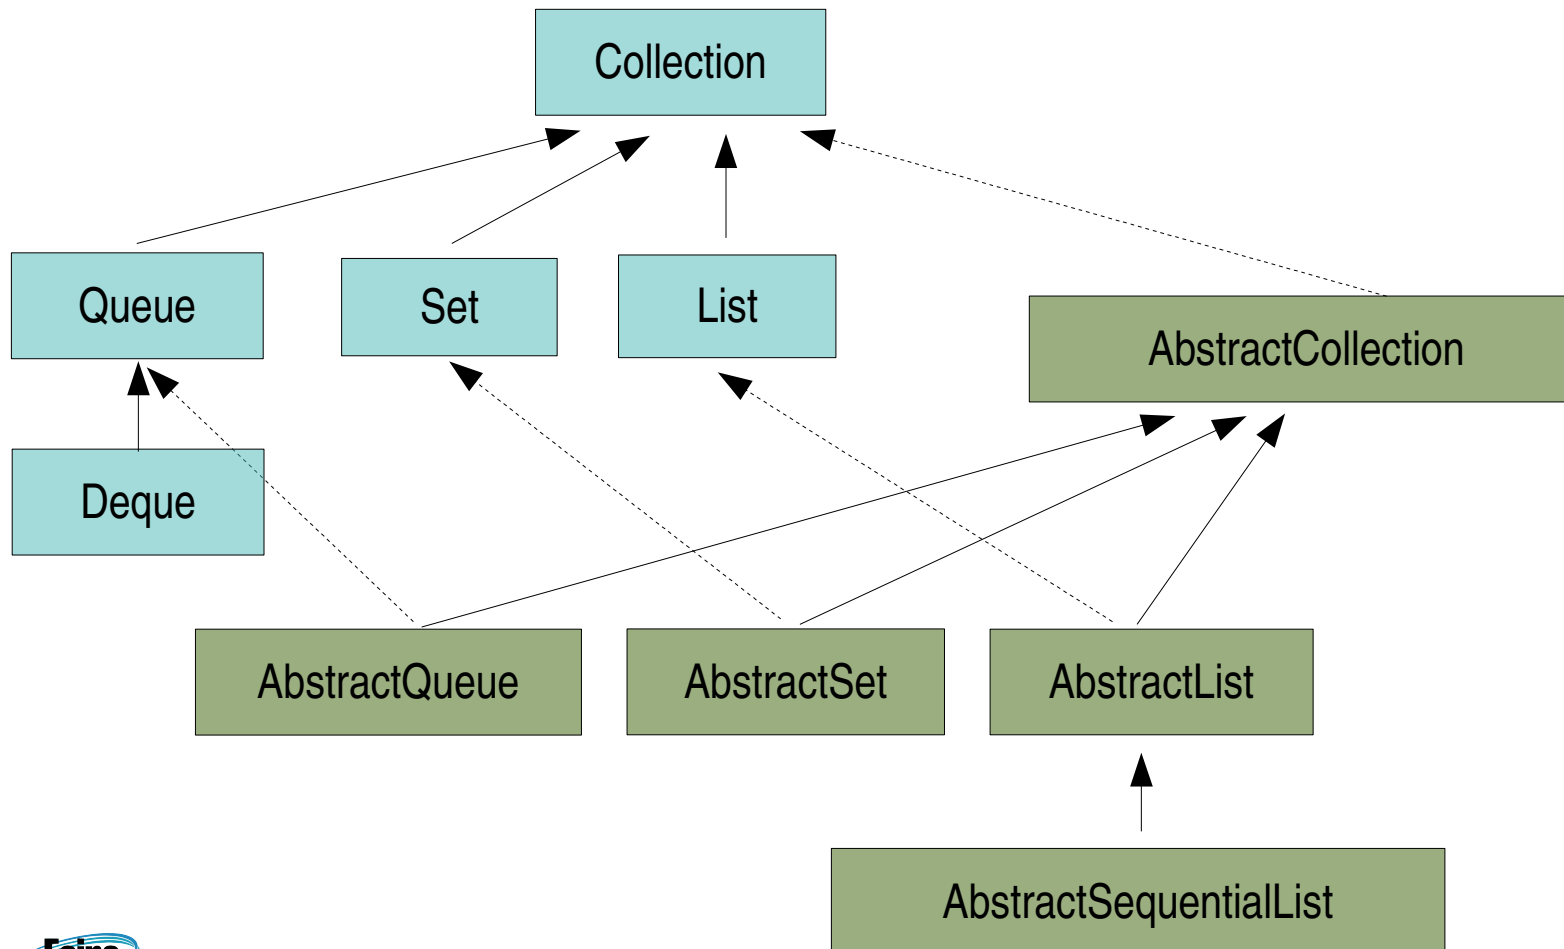 Collection
Queue
Set
List
AbstractCollection
Deque
AbstractQueue
AbstractSet
AbstractList
AbstractSequentialList